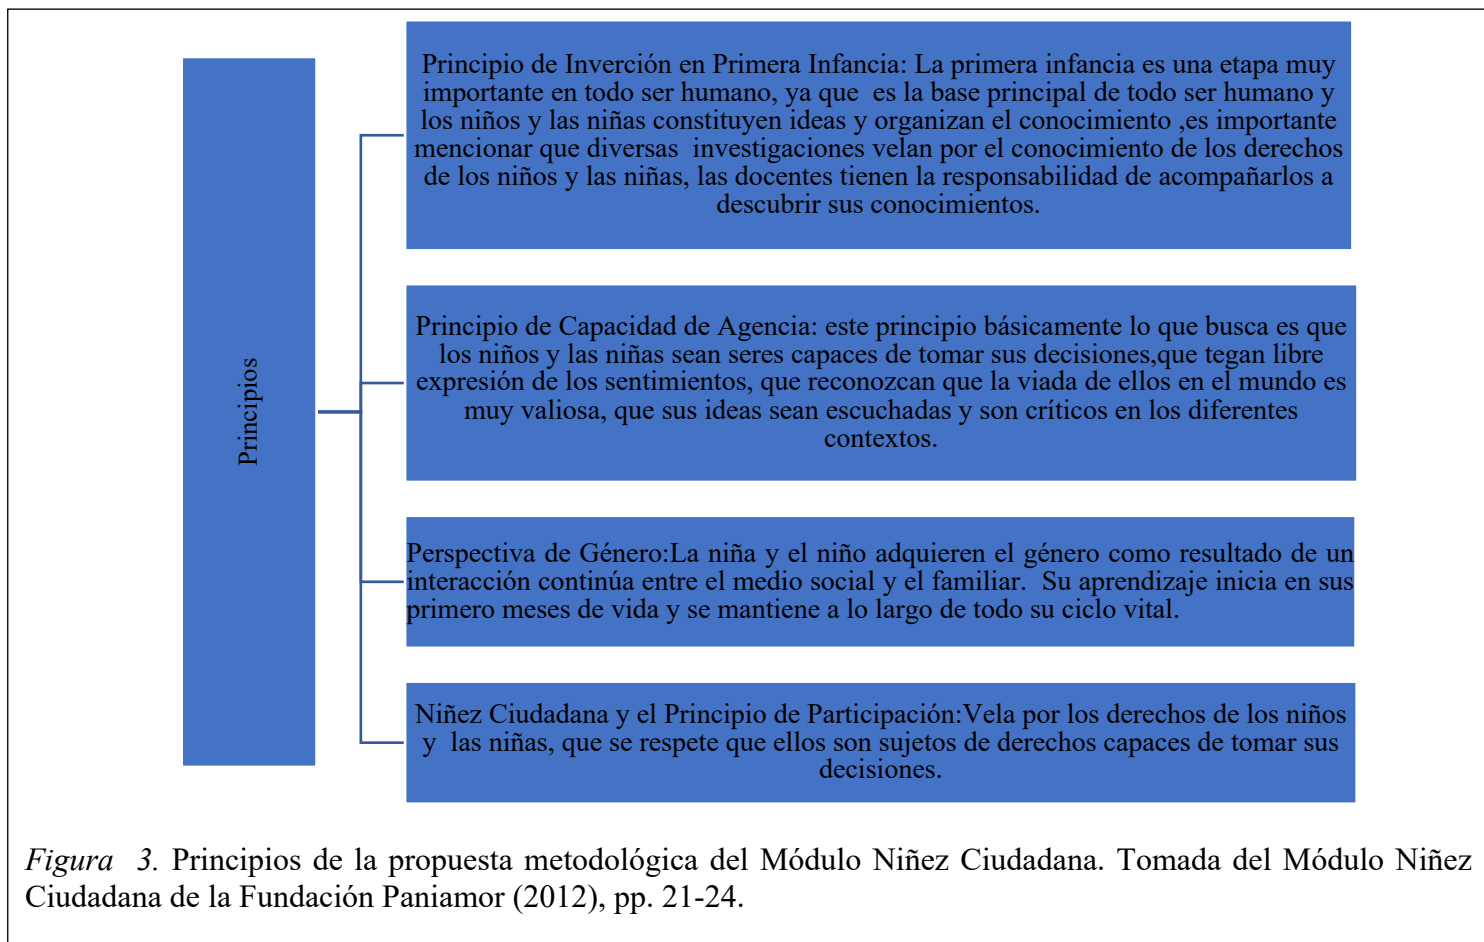 Principios
Principio de Inverción en Primera Infancia: La primera infancia es una etapa muy
importante en todo ser humano, ya que  es la base principal de todo ser humano y
los niños y las niñas constituyen ideas y organizan el conocimiento ,es importante
mencionar que diversas  investigaciones velan por el conocimiento de los derechos
de los niños y las niñas, las docentes tienen la responsabilidad de acompañarlos a
descubrir sus conocimientos.
Principio de Capacidad de Agencia: este principio básicamente lo que busca es que
los niños y las niñas sean seres capaces de tomar sus decisiones,que tegan libre
expresión de los sentimientos, que reconozcan que la viada de ellos en el mundo es
muy valiosa, que sus ideas sean escuchadas y son críticos en los diferentes
contextos.
Perspectiva de Género:La niña y el niño adquieren el género como resultado de un
interacción continúa entre el medio social y el familiar.  Su aprendizaje inicia en sus
primero meses de vida y se mantiene a lo largo de todo su ciclo vital.
Niñez Ciudadana y el Principio de Participación:Vela por los derechos de los niños
y  las niñas, que se respete que ellos son sujetos de derechos capaces de tomar sus
decisiones.
Figura  3. Principios de la propuesta metodológica del Módulo Niñez Ciudadana. Tomada del Módulo Niñez
Ciudadana de la Fundación Paniamor (2012), pp. 21-24.